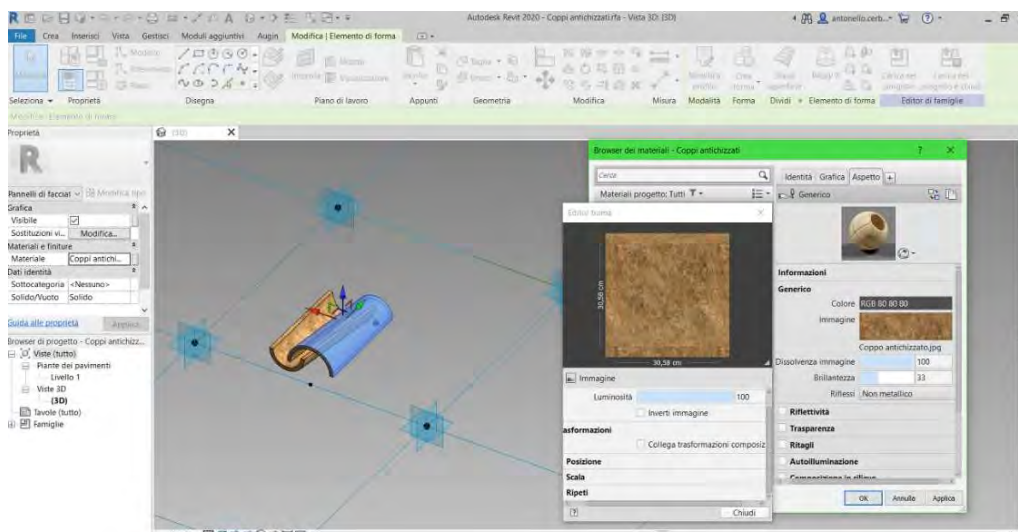 Autodesk Revit 2020 - Coppi antichizzati.rfa - Vista 3D: {3D}
antonello.cerb...
File Crea Inserisci Vista Gestisci Moduli aggiuntivi Augin Modifica | Elemento di forma
Seleziona Proprietà Disegna Piano di lavoro Appunti Geometria Modifica Misura Modalità Forma Dividi Elemento di forma Editor di famiglie
Modifica | Elemento di forma
Proprietà
{3D}
Pannelli di facciat
Modifica tipo
Grafica
Visibile
Sostituzioni vi... Modifica...
Materiali e finiture
Materiale Coppi antichi...
Dati identità
Sottocategoria <Nessuno>
Solido/Vuoto Solido
Guida alle proprietà Applica
Browser di progetto - Coppi antichizz...
Viste (tutto)
Piante dei pavimenti
Livello 1
Viste 3D
{3D}
Tavole (tutto)
Famiglie
Browser dei materiali - Coppi antichizzati
Cerca
Materiali progetto: Tutti
Editor trama
30,58 cm
30,58 cm
Immagine
Luminosità 100
Inverti immagine
asformazioni
Collega trasformazioni composiz
Posizione
Scala
Ripeti
Chiudi
Identità Grafica Aspetto
Generico
Informazioni
Generico
Colore RGB 80 80 80
Immagine
Coppo antichizzato.jpg
Dissolvenza immagine 100
Brillantezza 33
Riflessi Non metallico
Riflettività
Trasparenza
Ritagli
Autoilluminazione
OK Annulla Applica